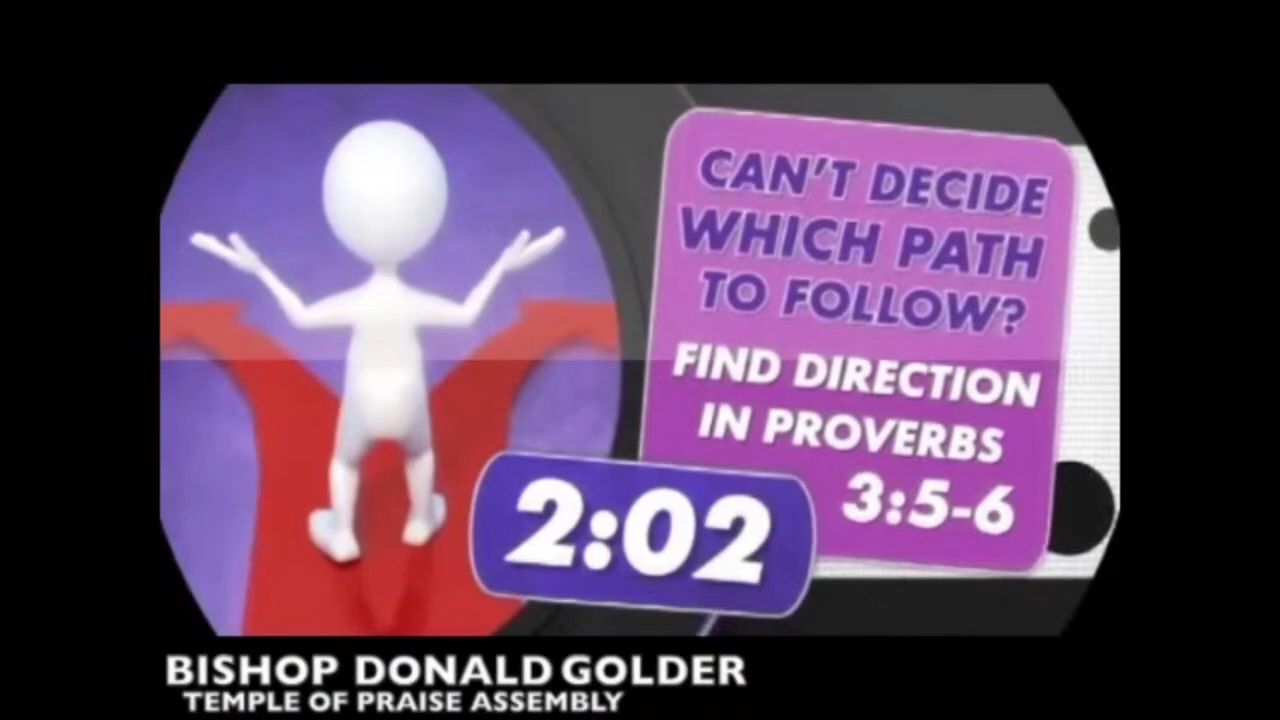 CAN'T DECIDE
WHICH PATH
TO FOLLOW?
FIND DIRECTION
IN PROVERBS
3:5-6
2:02
BISHOP DONALD GOLDER
TEMPLE OF PRAISE ASSEMBLY